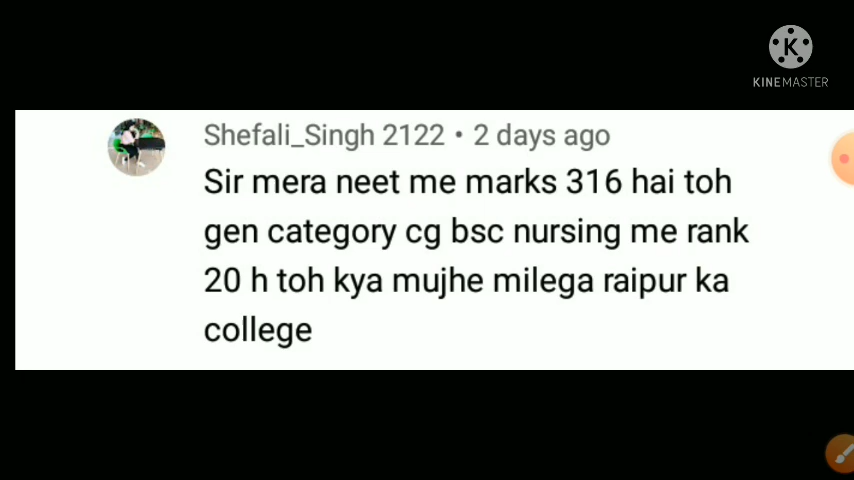 K
KINEMASTER
Shefali_Singh 2122 • 2 days ago
Sir mera neet me marks 316 hai toh
gen category cg bsc nursing me rank
20 h toh kya mujhe milega raipur ka
college